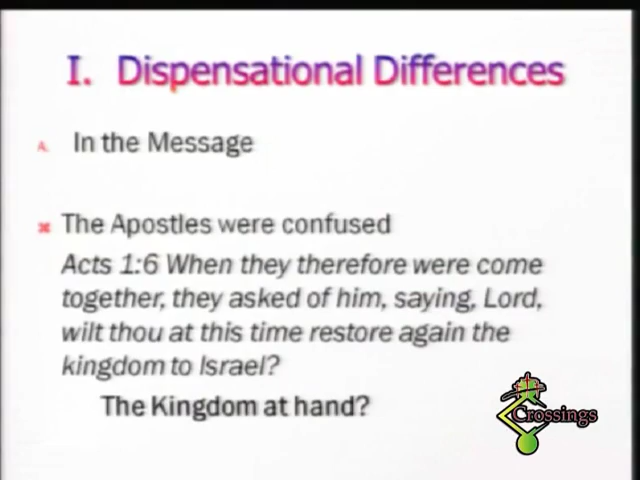 I. Dispensational Differences
A. In the Message
The Apostles were confused
Acts 1:6 When they therefore were come
together, they asked of him, saying, Lord,
wilt thou at this time restore again the
kingdom to Israel?
The Kingdom at hand?
Crossings